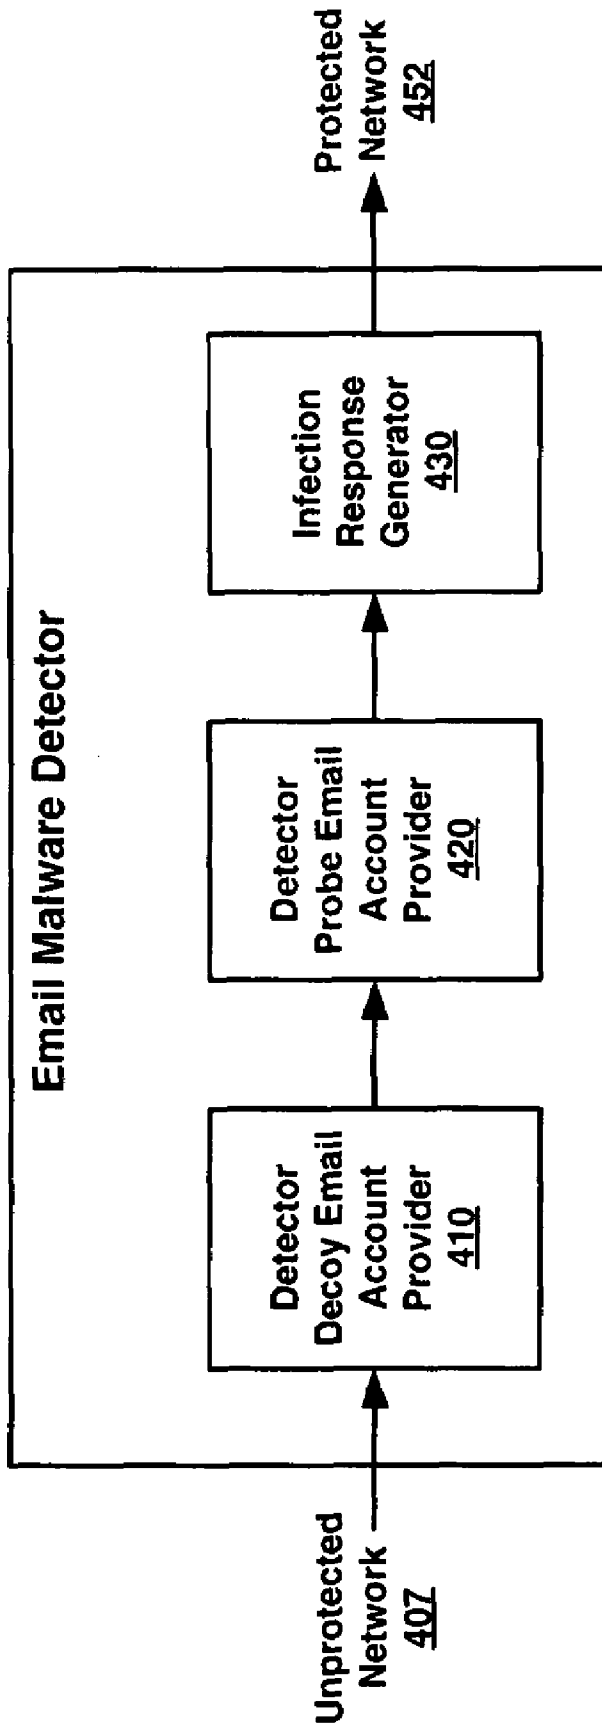 Email Malware Detector
Unprotected
Network
407
Detector
Decoy Email
Account
Provider
410
Detector
Probe Email
Account
Provider
420
Infection
Response
Generator
430
Protected
Network
452